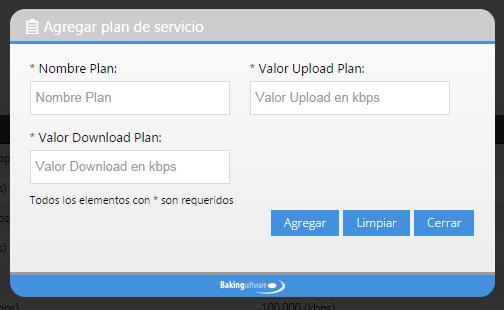 Agregar plan de servicio
* Nombre Plan:
* Valor Upload Plan:
Nombre Plan
Valor Upload en kbps
* Valor Download Plan:
Valor Download en kbps
Todos los elementos con * son requeridos
Agregar Limpiar Cerrar
Bakingsoftware
100,000 (kbps)